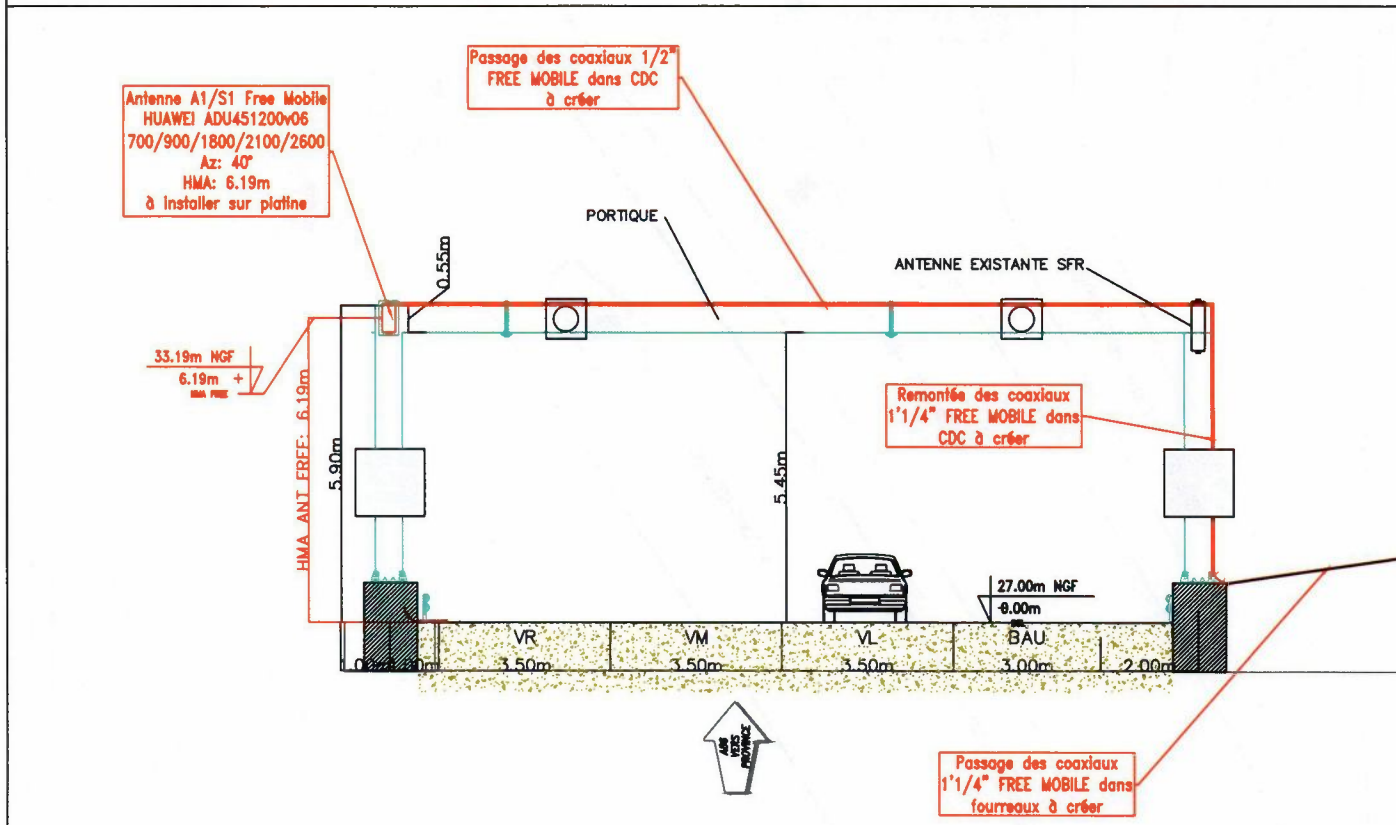 Passage des coaxiaux 1/2"
FREE MOBILE dans CDC
à créer
Antenne A1/S1 Free Mobile
HUAWEI ADU451200v06
700/900/1800/2100/2600
Az: 40°
HMA: 6.19m
à installer sur platine
PORTIQUE
0.55m
ANTENNE EXISTANTE SFR
33.19m NGF
6.19m +
HMA FREE
HMA ANT FREE: 6.19m
5.90m
5.45m
Remontée des coaxiaux
1'1/4" FREE MOBILE dans
CDC à créer
27.00m NGF
0.00m
VR
VM
VL
BAU
3.50m
3.50m
3.50m
3.00m
2.00m
VERS
PROVINCE
Passage des coaxiaux
1'1/4" FREE MOBILE dans
fourreaux à créer